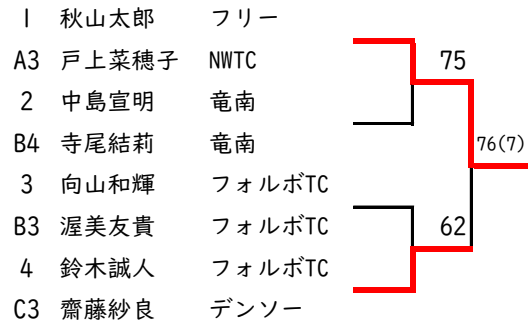 1 秋山太郎 フリー
A3 戸上菜穂子 NWTC 75
2 中島宣明 竜南
B4 寺尾結莉 竜南 76(7)
3 向山和輝 フォルボTC
B3 渥美友貴 フォルボTC 62
4 鈴木誠人 フォルボTC
C3 齋藤紗良 デンソー